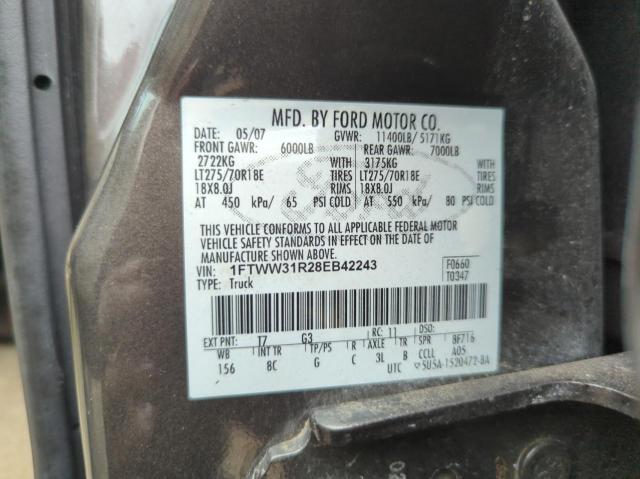 MFD. BY FORD MOTOR CO.
DATE: 05/07 GVWR: 11400LB/ 5171KG
FRONT GAWR: 6000LB REAR GAWR: 7000LB
2722KG WITH 3175KG WITH
LT275/70R18E TIRES LT275/70R18E TIRES
18X8.0J RIMS 18X8.0J RIMS
AT 450 kPa/ 65 PSI COLD AT 550 kPa/ 80 PSI COLD
THIS VEHICLE CONFORMS TO ALL APPLICABLE FEDERAL MOTOR
VEHICLE SAFETY STANDARDS IN EFFECT ON THE DATE OF
MANUFACTURE SHOWN ABOVE.
VIN: 1FTWW31R28EB42243 F0660
TYPE: Truck T0347
EXT PNT: T7 G3 RC: 11 DSO:
WB INT TR TP/PS R AXLE TR SPR 8F716
156 8C G C 3L B CCLL A05
UTC ▽5U5A-1520472-BA